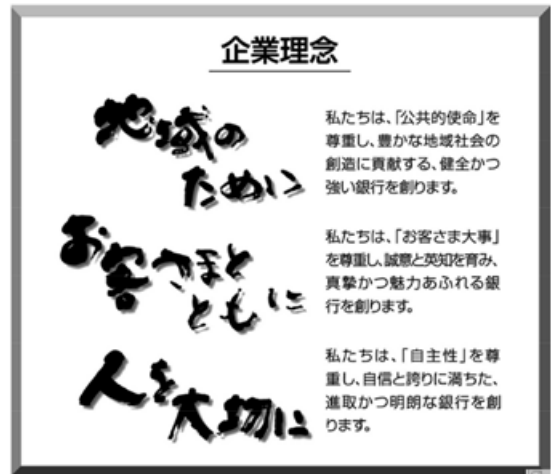 企業理念
地域の
ために
私たちは、「公共的使命」を
尊重し、豊かな地域社会の
創造に貢献する、健全かつ
強い銀行を創ります。
お客さまと
ともに
私たちは、「お客さま大事」
を尊重し、誠意と英知を育み、
真摯かつ魅力あふれる銀
行を創ります。
人を
大切に
私たちは、「自主性」を尊
重し、自信と誇りに満ちた、
進取かつ明朗な銀行を創
ります。